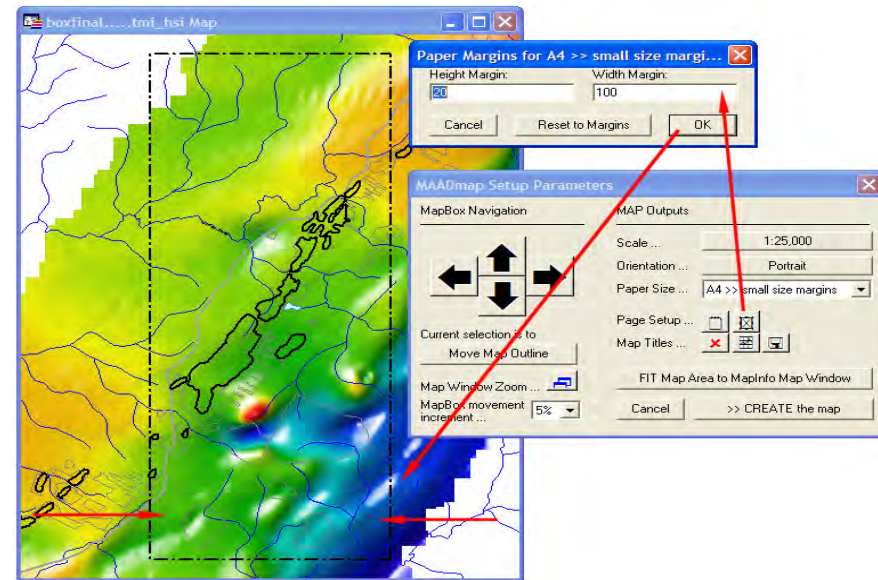 boxfinal......tmi_hsi Map
Paper Margins for A4 >> small size margi...
Height Margin: Width Margin:
20 100
Cancel Reset to Margins OK
MAADmap Setup Parameters
MapBox Navigation MAP Outputs
Scale ... 1:25,000
Orientation ... Portrait
Paper Size ... A4 >> small size margins
Page Setup ...
Map Titles ...
Current selection is to
Move Map Outline
Map Window Zoom ...
FIT Map Area to MapInfo Map Window
MapBox movement
increment ... 5%
Cancel >> CREATE the map